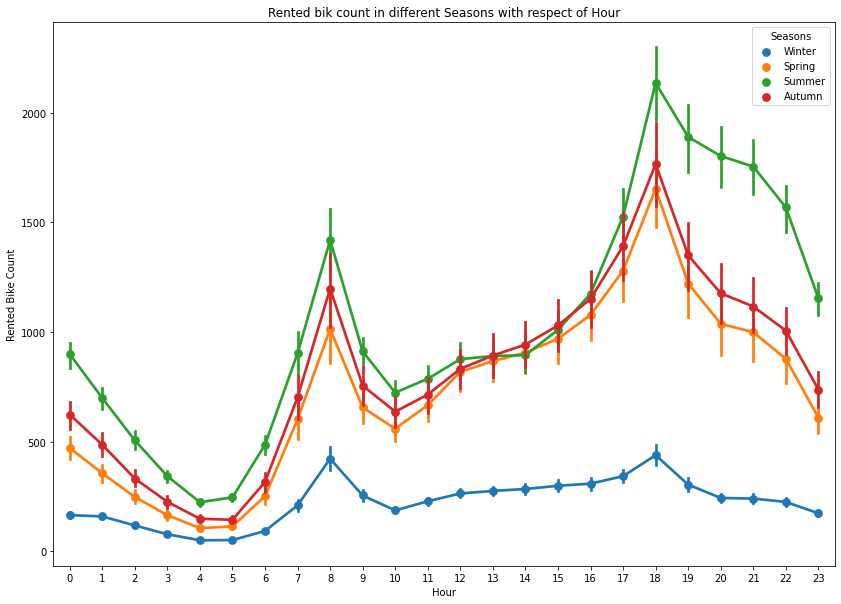 Rented bik count in different Seasons with respect of Hour
Seasons
Winter
Spring
Summer
Autumn
Rented Bike Count
2000
1500
1000
500
0
0 1 2 3 4 5 6 7 8 9 10 11 12 13 14 15 16 17 18 19 20 21 22 23
Hour